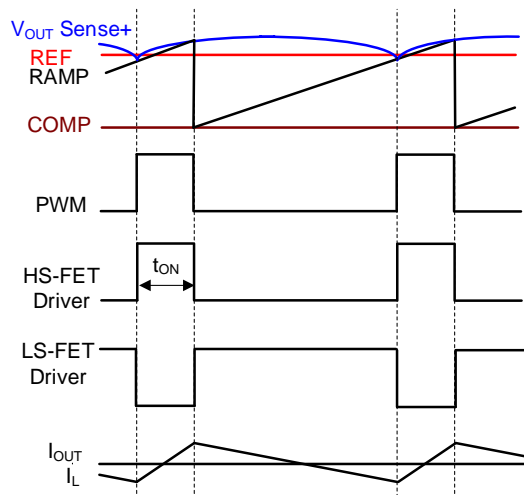 VOUT Sense+
REF
RAMP
COMP
PWM
tON
HS-FET
Driver
LS-FET
Driver
IOUT
IL